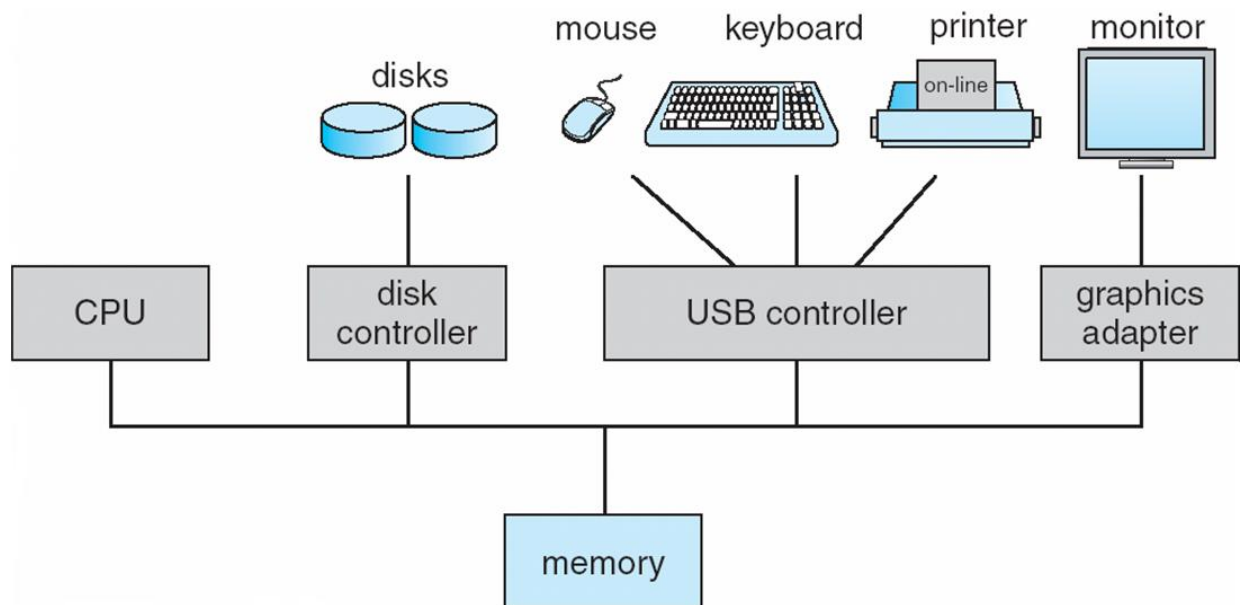 mouse
keyboard
printer
monitor
disks
on-line
CPU
disk
controller
USB controller
graphics
adapter
memory